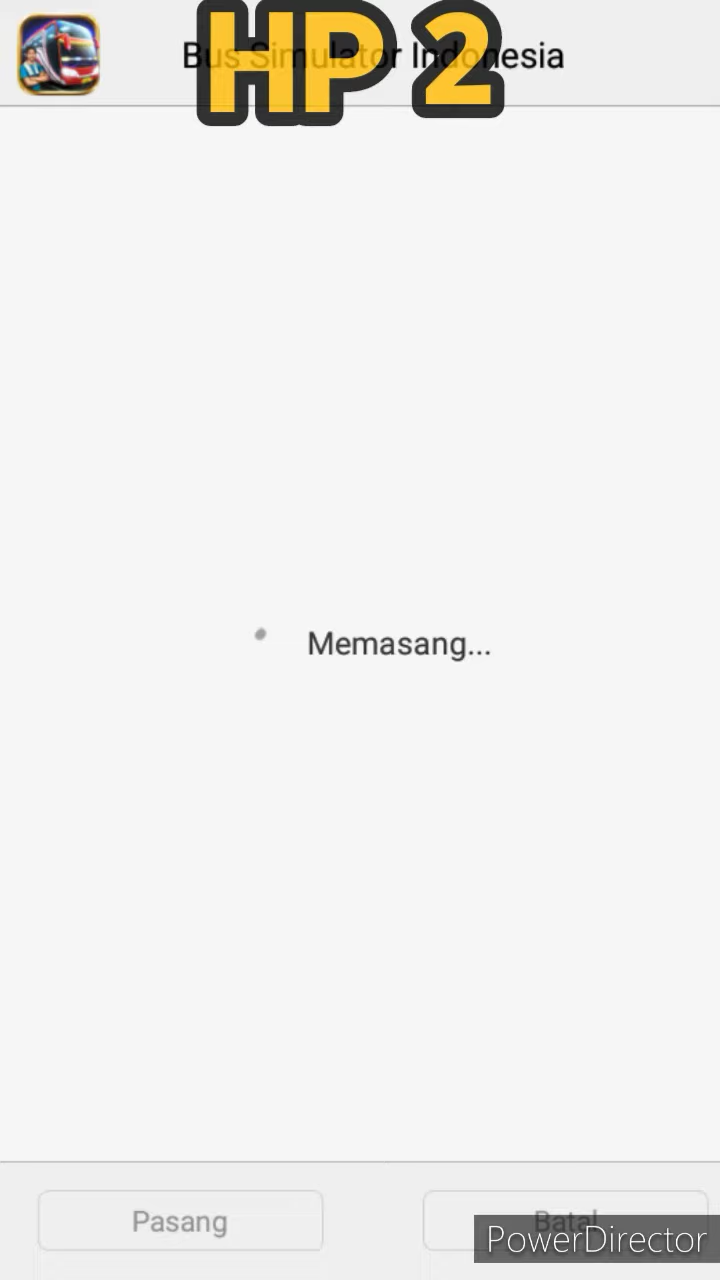 HP 2
Bus Simulator Indonesia
Memasang...
Pasang
Batal
PowerDirector